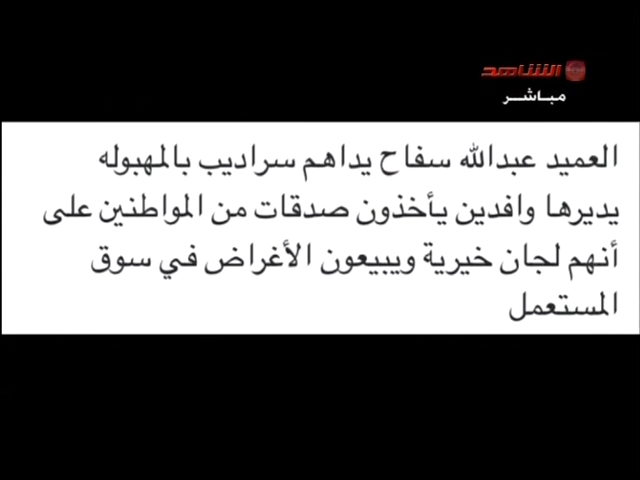 الشاهد
مباشر
العميد عبدالله سفاح يداهم سراديب بالمهبوله
يديرها وافدين يأخذون صدقات من المواطنين على
أنهم لجان خيرية ويبيعون الأغراض في سوق
المستعمل